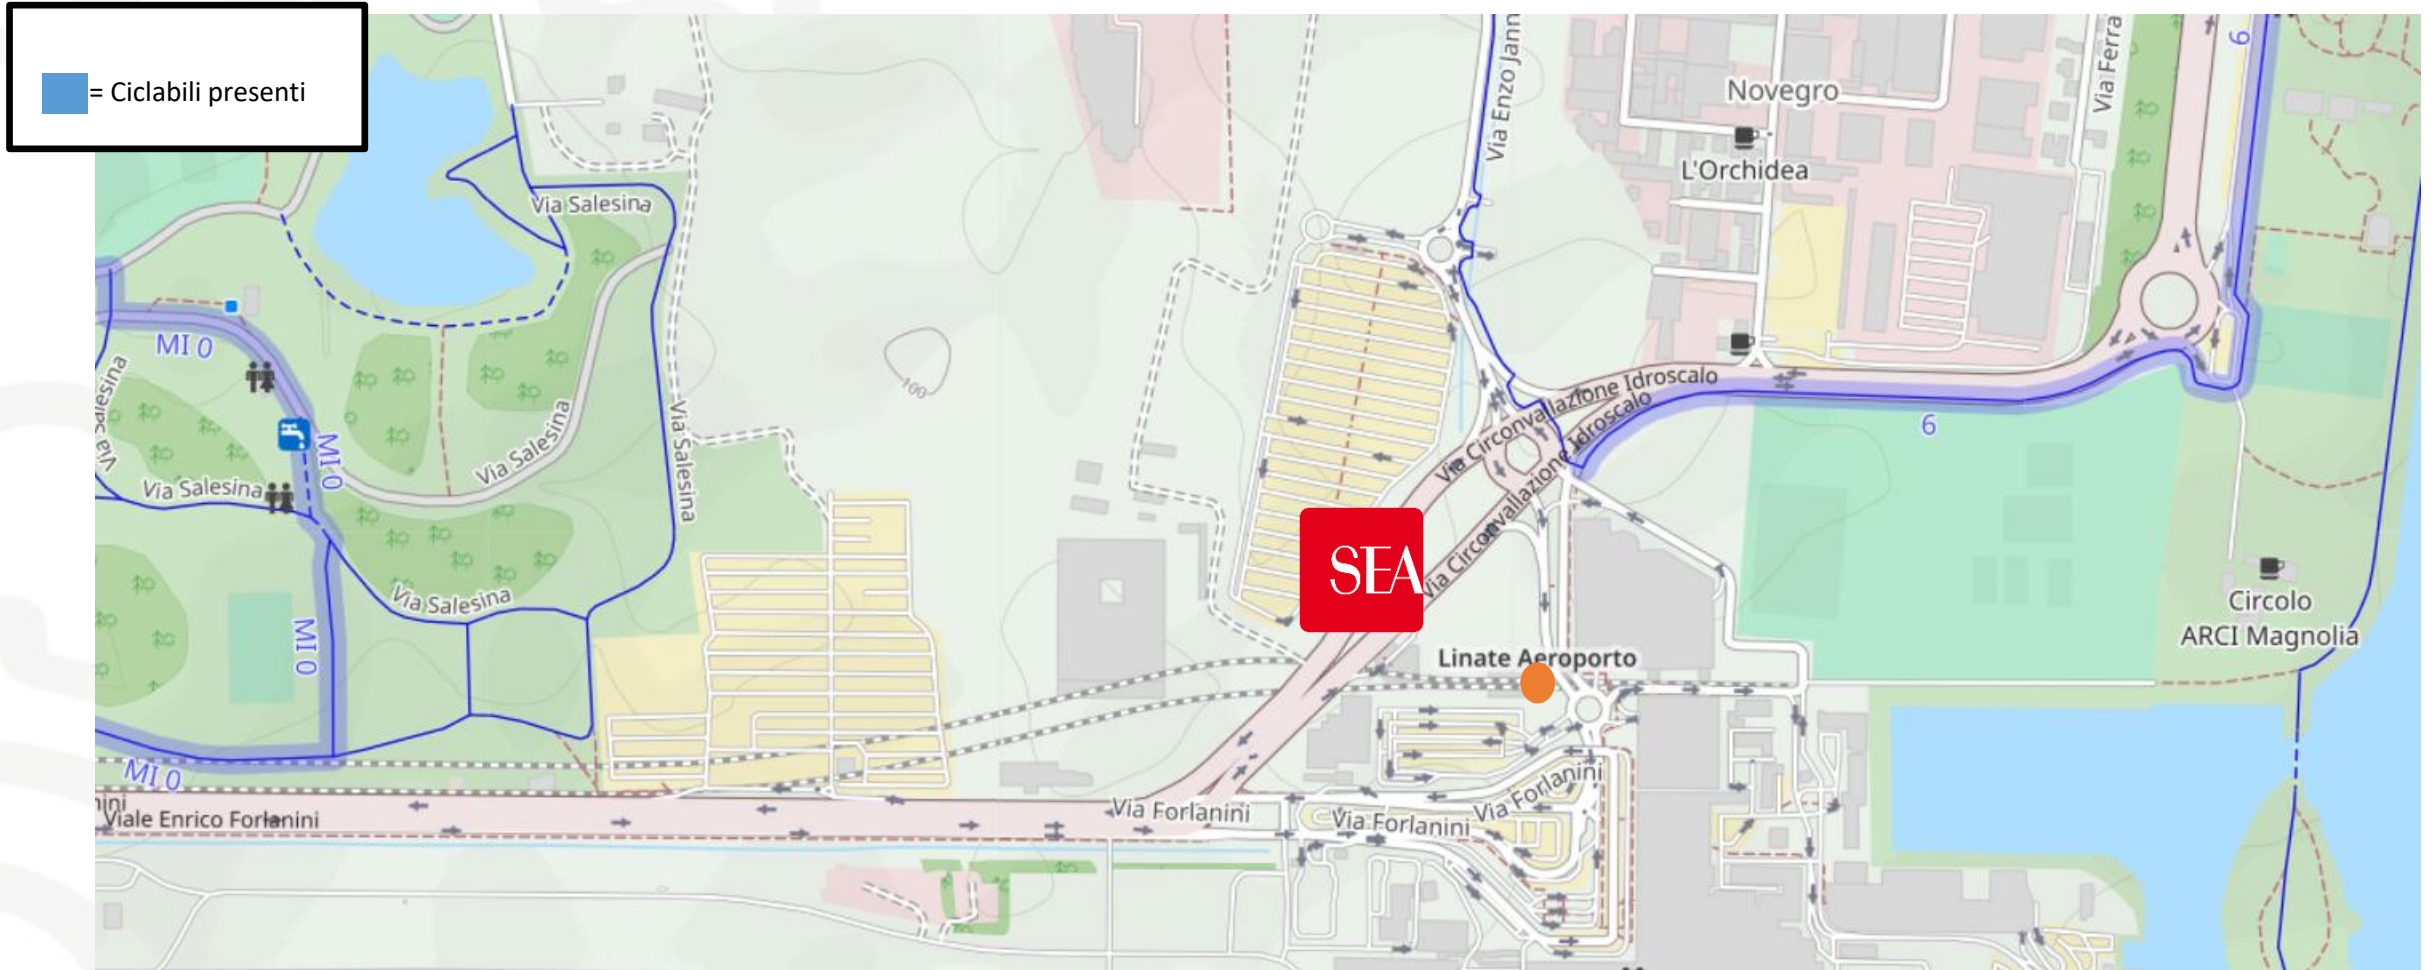 = Ciclabili presenti
Via Enzo Jann
Novegro
Via Ferra
6
L'Orchidea
Via Salesina
MI 0
Via Salesina
100
Via Circonvallazione Idroscalo
Via Circonvallazione Idroscalo
6
Via Salesina
MI 0
Via Salesina
Via Salesina
Via Salesina
SEA
Via Circonvallazione
Circolo
ARCI Magnolia
MI 0
Linate Aeroporto
MI 0
nini
Viale Enrico Forlanini
Via Forlanini
Via Forlanini
Via Forlanini